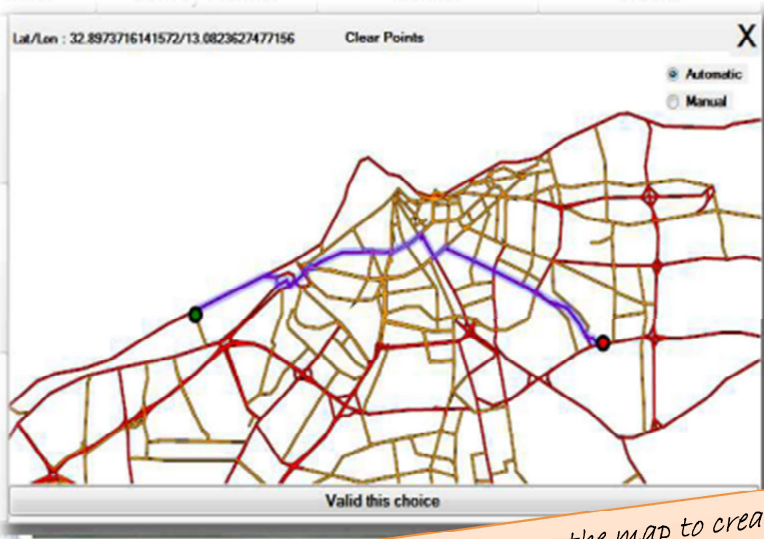 Lat/Lon : 32.8973716141572/13.0823627477156 Clear Points X
Automatic
Manual
Valid this choice
the map to crea